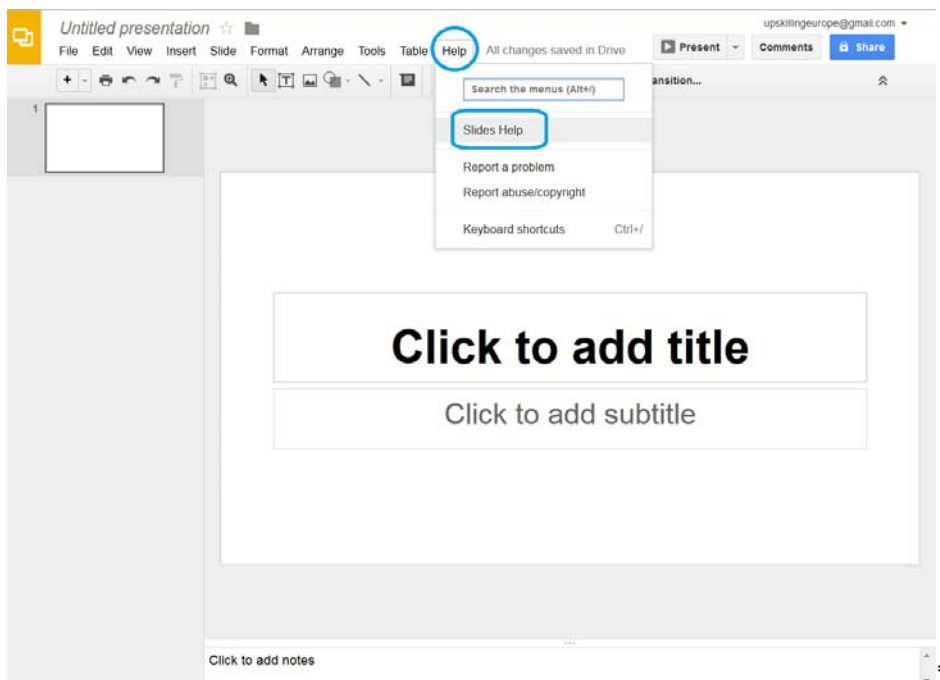 Untitled presentation
upskillingeurope@gmail.com
File Edit View Insert Slide Format Arrange Tools Table Help All changes saved in Drive Present Comments Share
ansition...
Search the menus (Alt+/)
1
Slides Help
Report a problem
Report abuse/copyright
Keyboard shortcuts Ctrl+/
Click to add title
Click to add subtitle
Click to add notes